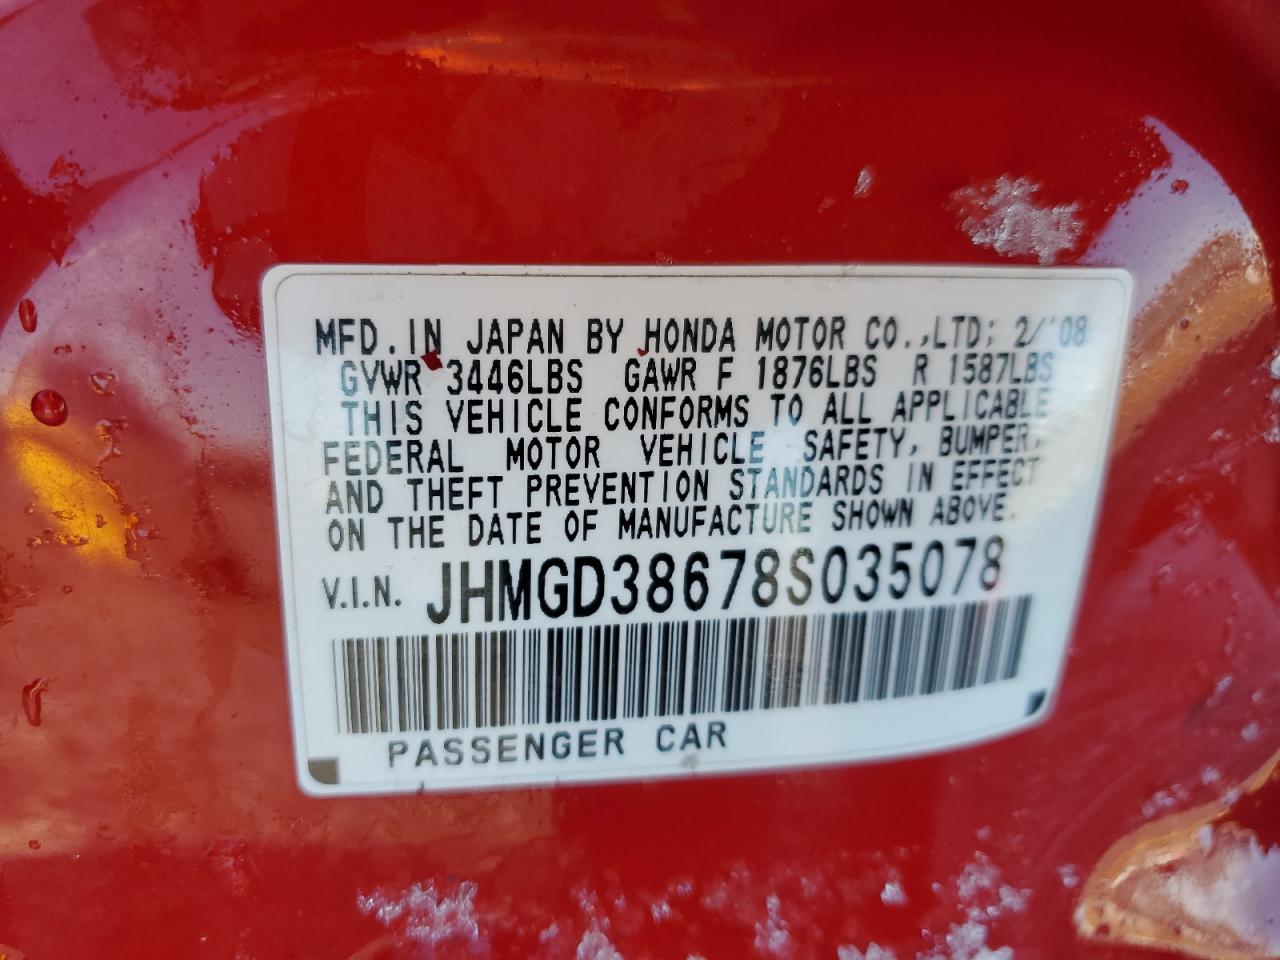 MFD. IN JAPAN BY HONDA MOTOR CO.,LTD; 2/'08
GVWR 3446LBS GAWR F 1876LBS R 1587LBS
THIS VEHICLE CONFORMS TO ALL APPLICABLE
FEDERAL MOTOR VEHICLE SAFETY, BUMPER,
AND THEFT PREVENTION STANDARDS IN EFFECT
ON THE DATE OF MANUFACTURE SHOWN ABOVE.
V.I.N. JHMGD38678S035078
PASSENGER CAR